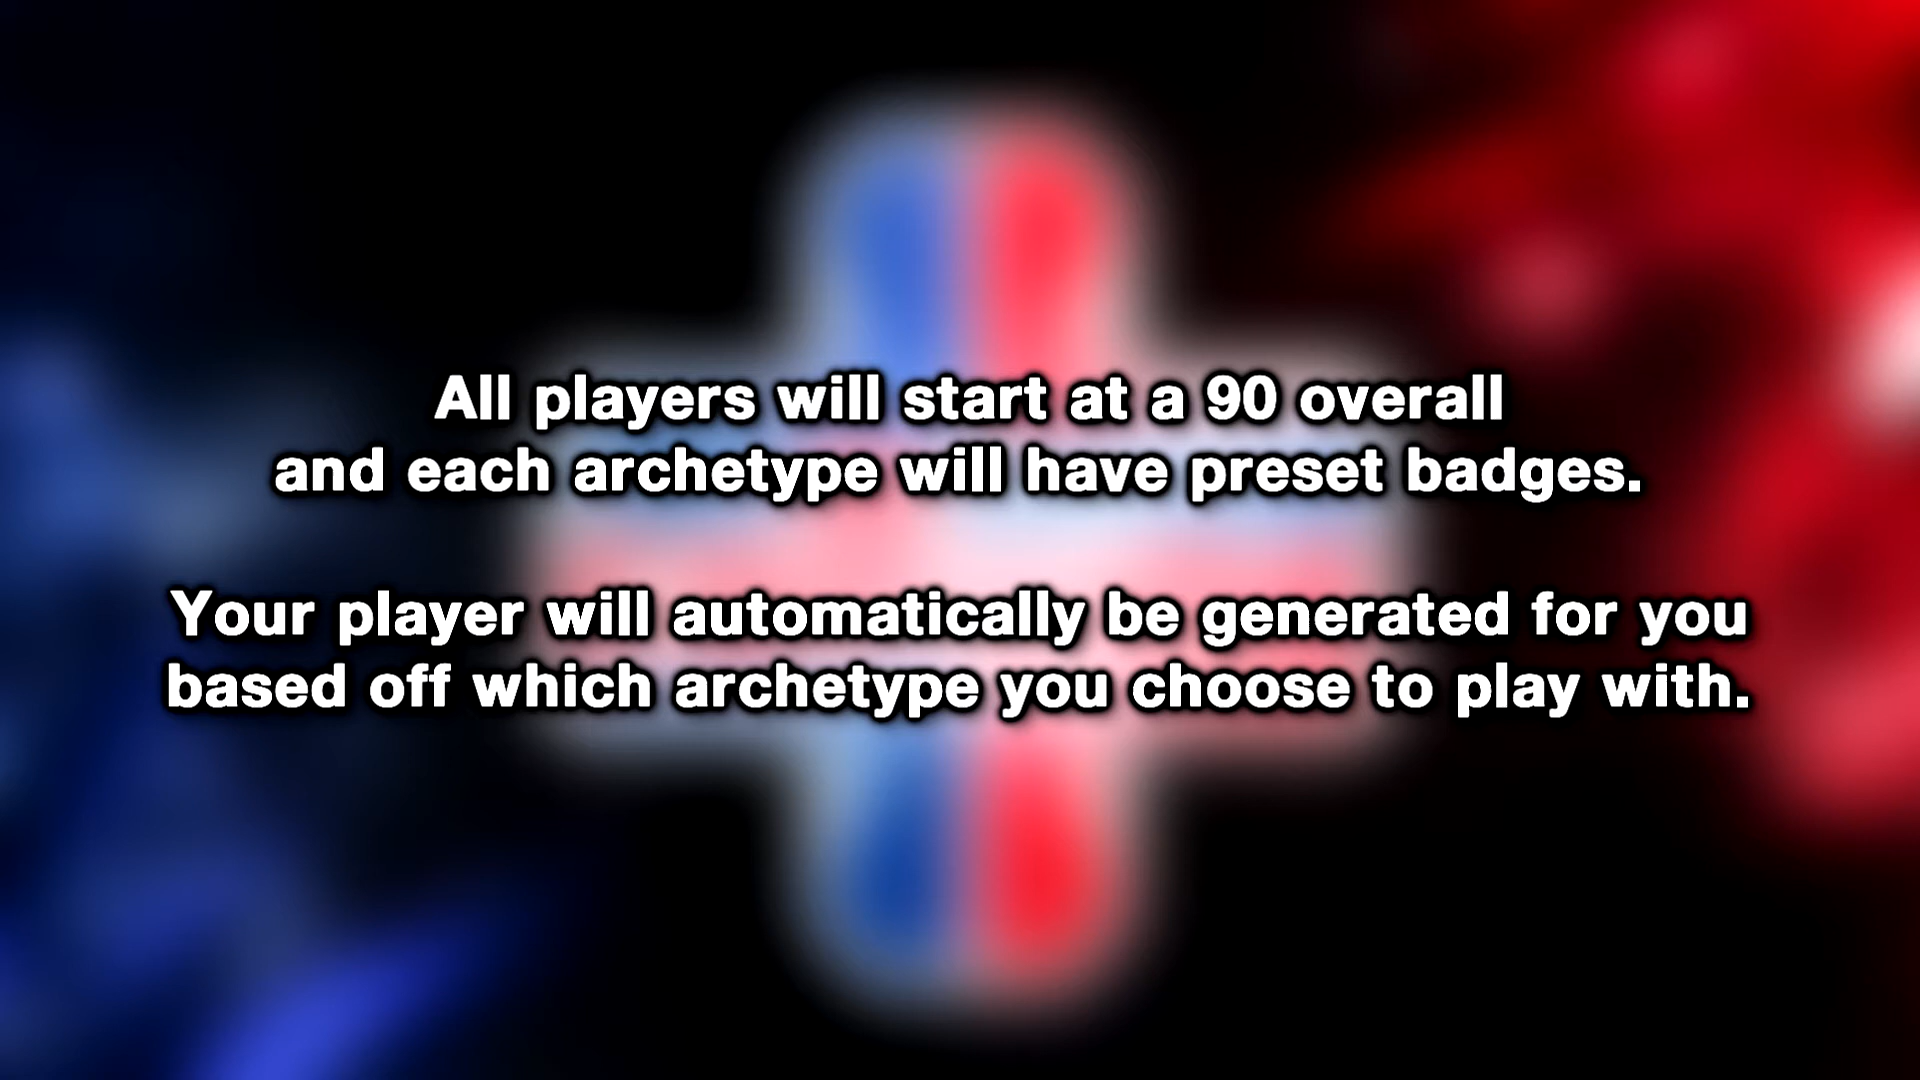 All players will start at a 90 overall
and each archetype will have preset badges.
Your player will automatically be generated for you
based off which archetype you choose to play with.